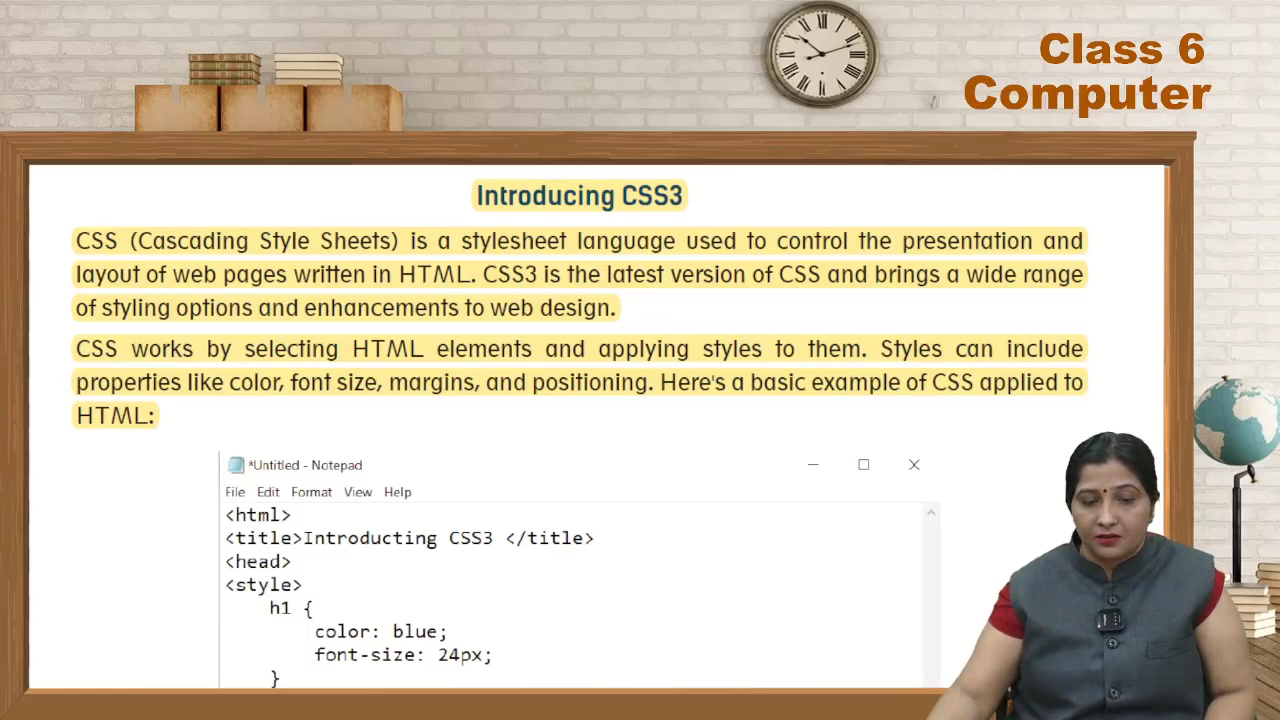 Class 6
Computer
Introducing CSS3
CSS (Cascading Style Sheets) is a stylesheet language used to control the presentation and
layout of web pages written in HTML. CSS3 is the latest version of CSS and brings a wide range
of styling options and enhancements to web design.
CSS works by selecting HTML elements and applying styles to them. Styles can include
properties like color, font size, margins, and positioning. Here's a basic example of CSS applied to
HTML:
*Untitled - Notepad
File Edit Format View Help
<html>
<title>Introducting CSS3 </title>
<head>
<style>
h1 {
color: blue;
font-size: 24px;
}